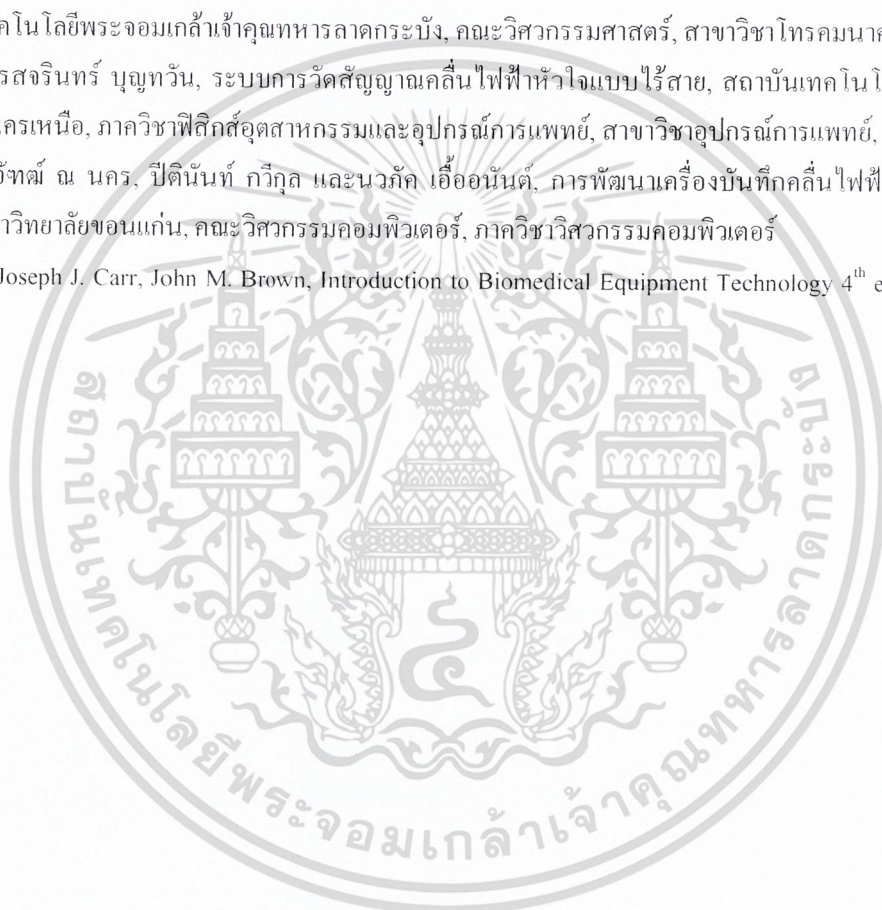 คโนโลยีพระจอมเกล้าเจ้าคุณทหารลาดกระบัง, คณะวิศวกรรมศาสตร์, สาขาวิชาโทรคมนาค
รสจรินทร์ บุญทวัน, ระบบการวัดสัญญาณคลื่นไฟฟ้าหัวใจแบบไร้สาย, สถาบันเทคโนโ
นครเหนือ, ภาควิชาฟิสิกส์อุตสาหกรรมและอุปกรณ์การแพทย์, สาขาวิชาอุปกรณ์การแพทย์,
ณ นคร, ปิตินันท์ กวีกุล และนวภัค เอื้ออนันต์, การพัฒนาเครื่องบันทึกคลื่นไฟฟ้
าวิทยาลัยขอนแก่น, คณะวิศวกรรมคอมพิวเตอร์, ภาควิชาวิศวกรรมคอมพิวเตอร์
Joseph J. Carr, John M. Brown, Introduction to Biomedical Equipment Technology 4th e
สถาบันเทคโนโลยีพระจอมเกล้าเจ้าคุณทหารลาดกระบัง